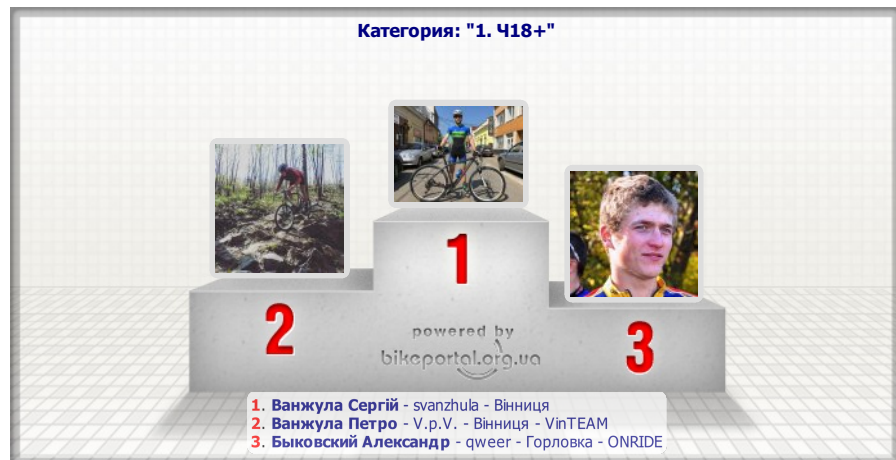 Категория: "1. Ч18+"
1
2
3
powered by
bikeportal.org.ua
1. Ванжула Сергій - svanzhula - Вінниця
2. Ванжула Петро - V.p.V. - Вінниця - VinTEAM
3. Быковский Александр - qweer - Горловка - ONRIDE